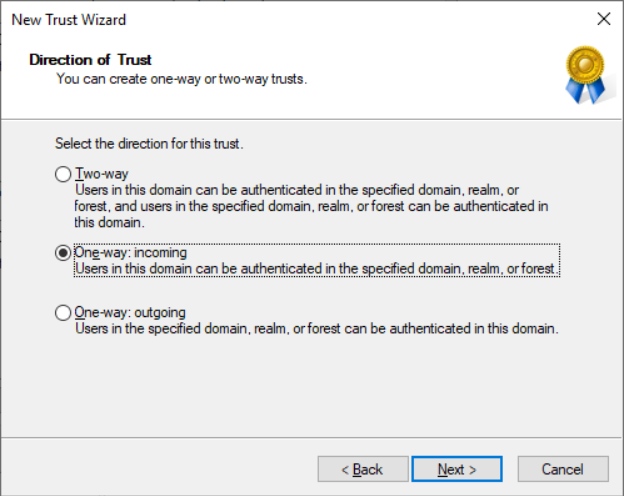 New Trust Wizard
Direction of Trust
You can create one-way or two-way trusts.
Select the direction for this trust.
Two-way
Users in this domain can be authenticated in the specified domain, realm, or
forest, and users in the specified domain, realm, or forest can be authenticated in
this domain.
One-way: incoming
Users in this domain can be authenticated in the specified domain, realm, or forest.
One-way: outgoing
Users in the specified domain, realm, or forest can be authenticated in this domain.
< Back
Next >
Cancel